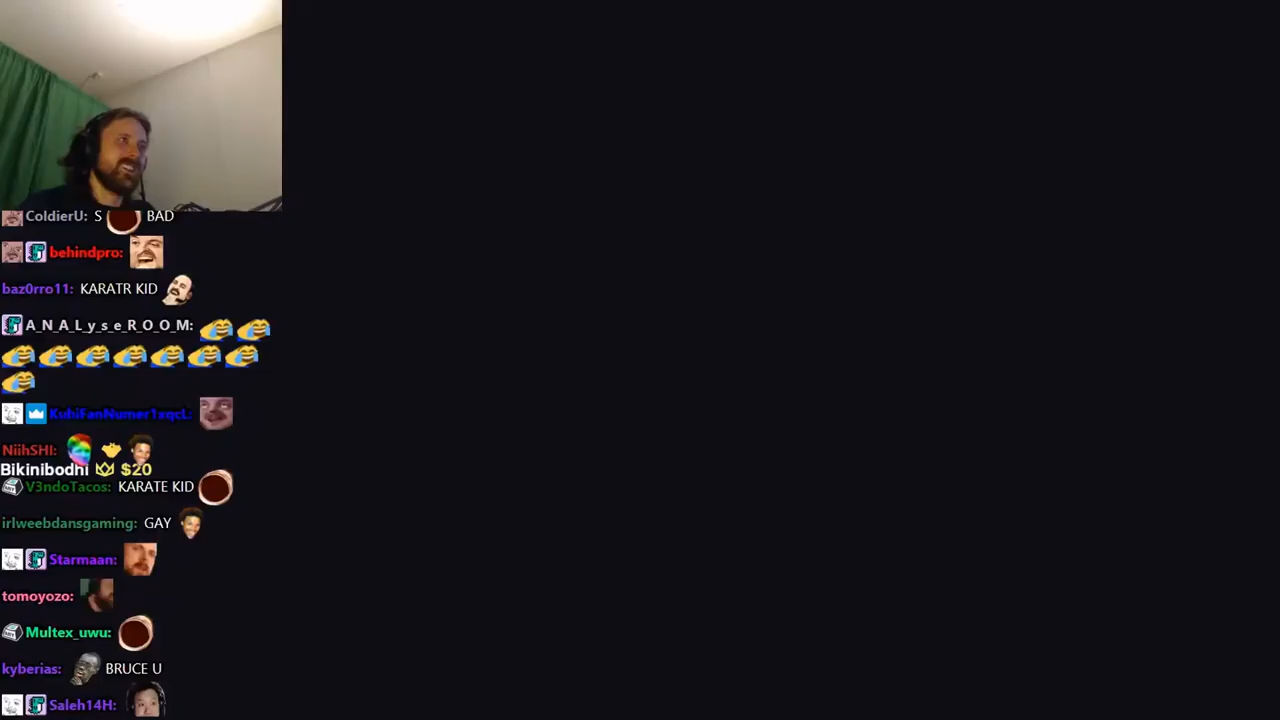 ColdierU: S BAD
behindpro:
baz0rro11: KARATR KID
A_N_A_L_y_s_e_R_O_O_M:
KuhiFanNumer1xqcL:
NiihSHI:
Bikinibodhi $20
V3ndoTacos: KARATE KID
irlweebdansgaming: GAY
Starmaan:
tomoyozo:
Multex_uwu:
kyberias: BRUCE U
Saleh14H: